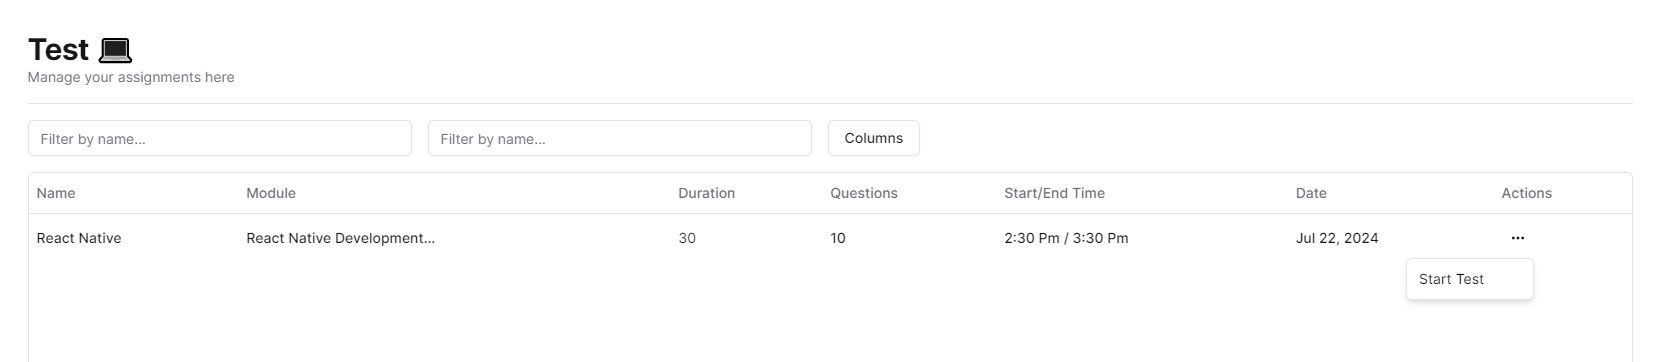 Test
Manage your assignments here
Filter by name... Filter by name... Columns
Name Module Duration Questions Start/End Time Date Actions
React Native React Native Development... 30 10 2:30 Pm / 3:30 Pm Jul 22, 2024 ...
Start Test